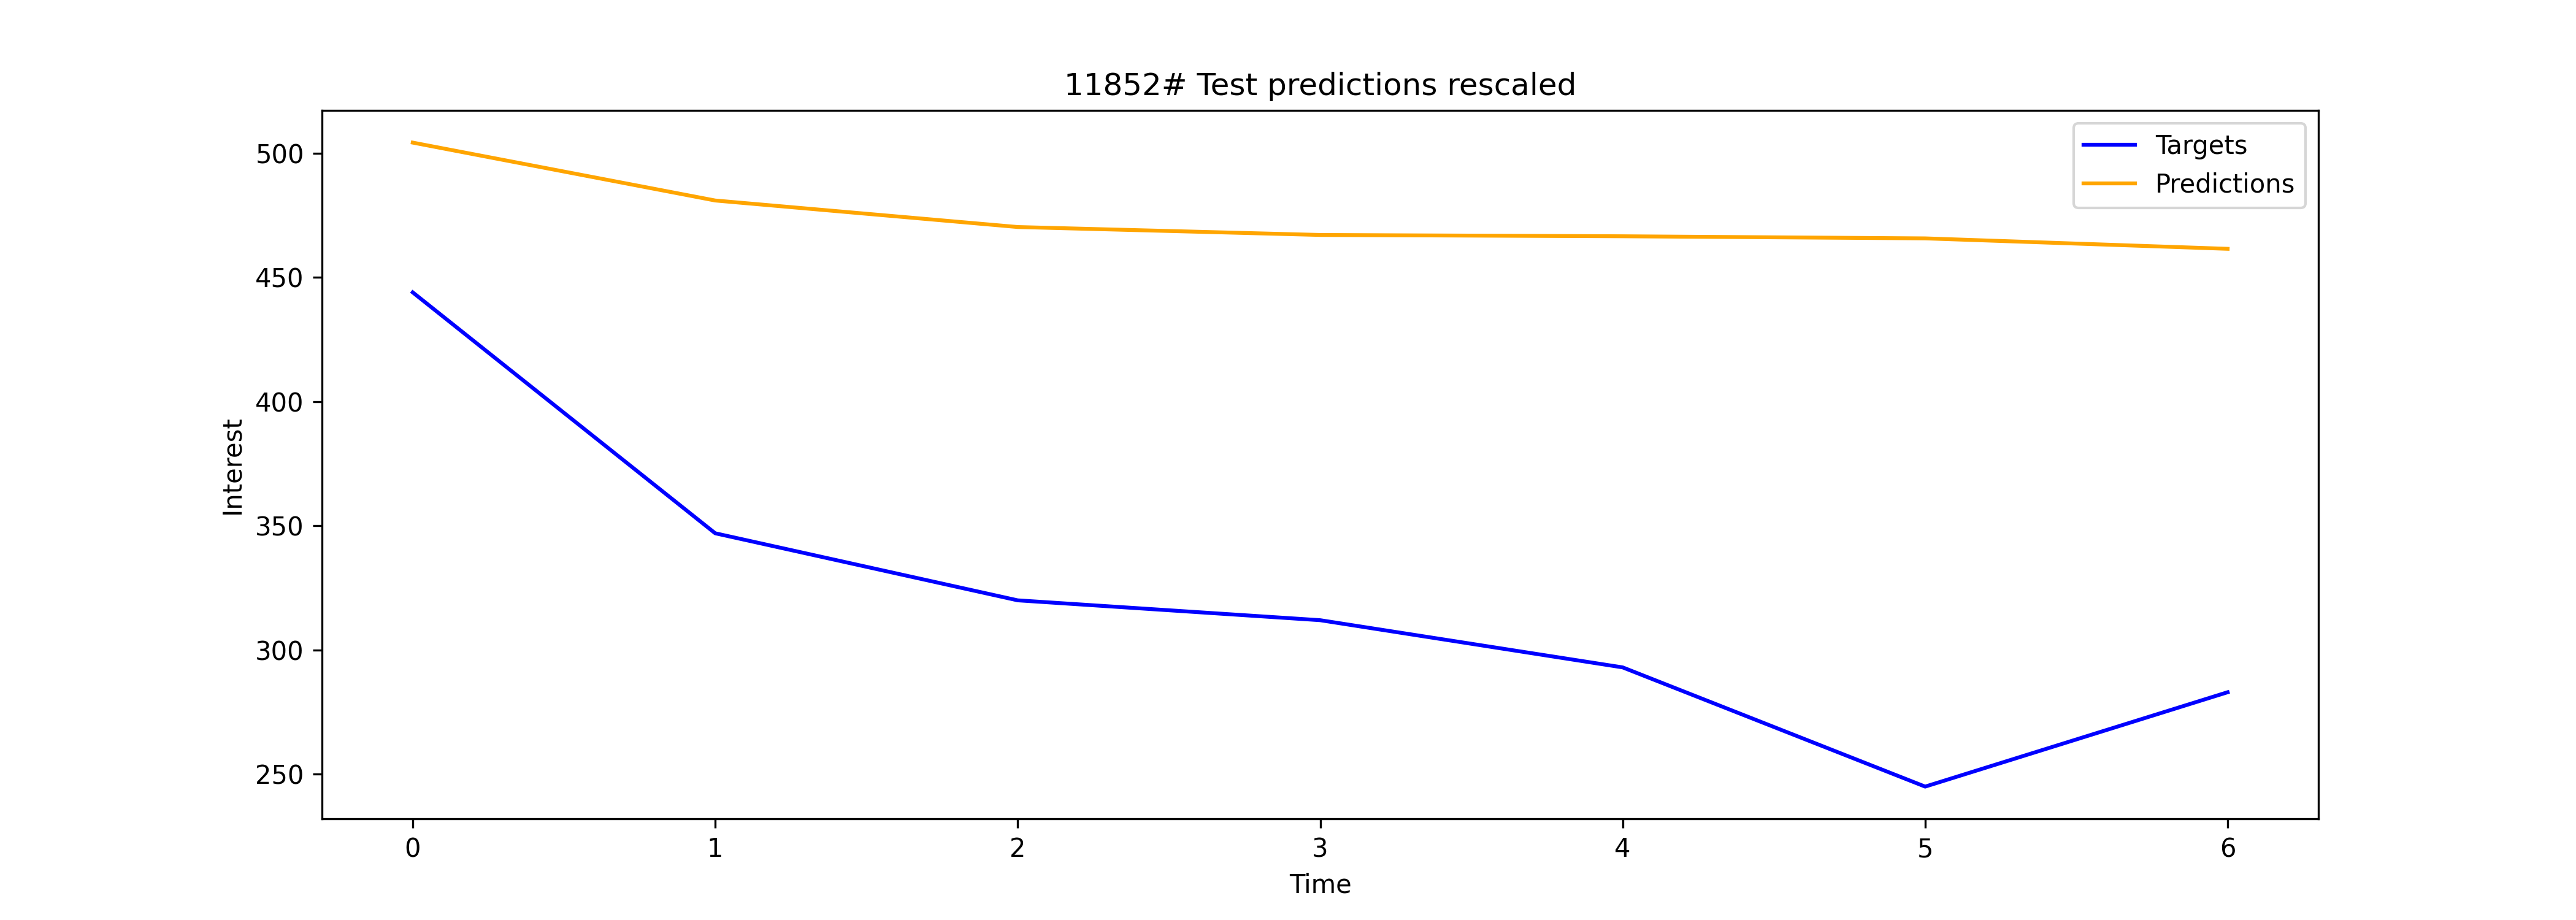 11852# Test predictions rescaled
Targets
Predictions
Interest
500
450
400
350
300
250
0 1 2 3 4 5 6
Time